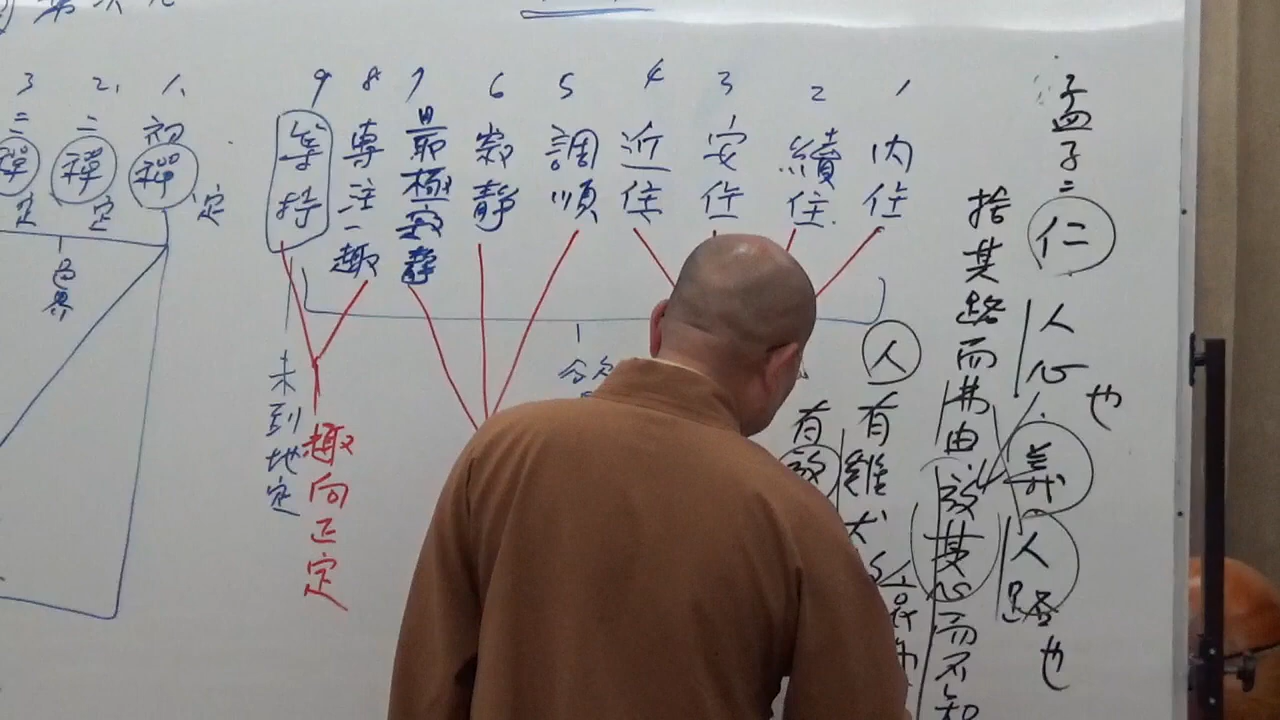 孟子：仁人心也義人路也
捨其路而弗由放其心而不知
人有雞犬
有放
1 內住
2 續住
3 安住
4 近住
5 調順
6 寂靜
7 最極寂靜
8 專注一趣
9 等持
未到地定
趣向正定
1、初禪定
2、二禪定
3 三禪定
色界